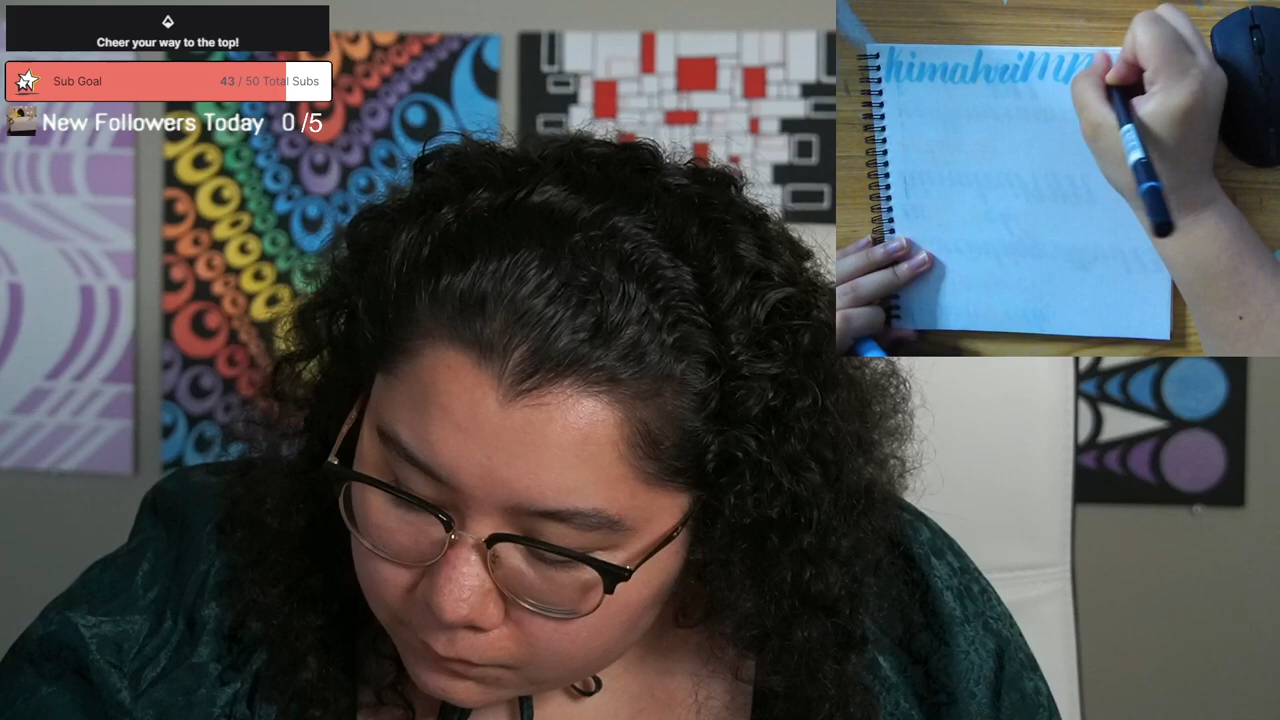 Cheer your way to the top!
Sub Goal 43 / 50 Total Subs
New Followers Today 0 /5